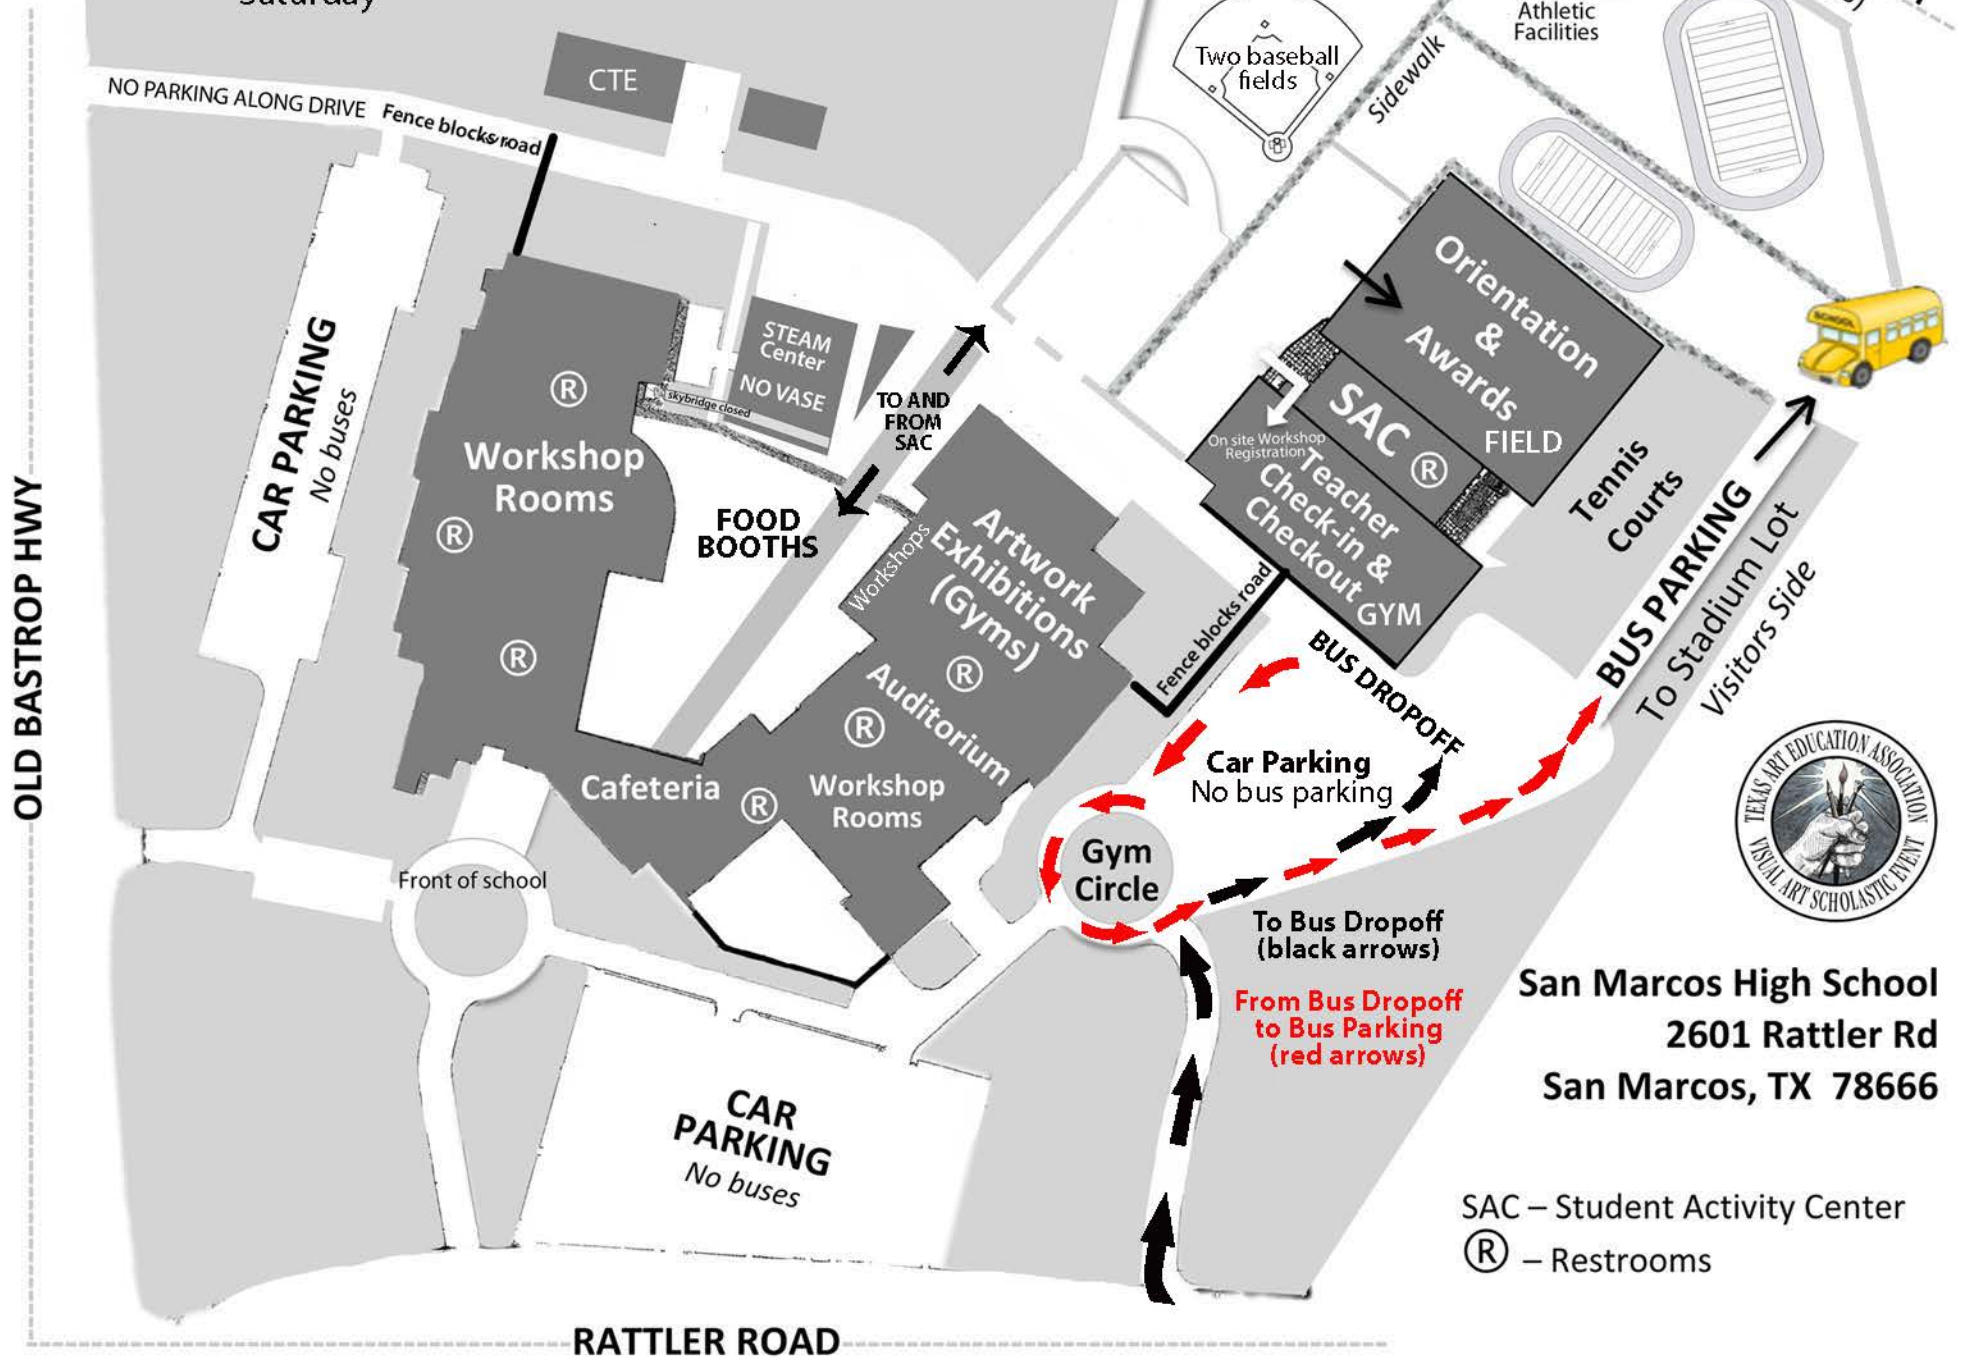 Saturday
CTE
NO PARKING ALONG DRIVE
Fence blocks road
Two baseball
fields
Sidewalk
Athletic
Facilities
CAR PARKING
No buses
OLD BASTROP HWY
Workshop
Rooms
Ⓡ
Ⓡ
Ⓡ
STEAM
Center
NO VASE
skybridge closed
TO AND
FROM
SAC
FOOD
BOOTHS
Workshops
Artwork
Exhibitions
(Gyms)
Ⓡ
Auditorium
Ⓡ
Workshop
Rooms
Cafeteria
Ⓡ
Front of school
Orientation
&
Awards
FIELD
SAC Ⓡ
On site Workshop
Registration
Teacher
Check-in &
Checkout
GYM
Fence blocks road
Tennis
Courts
SCHOOL
BUS PARKING
To Stadium Lot
Visitors Side
BUS DROPOFF
Car Parking
No bus parking
Gym
Circle
To Bus Dropoff
(black arrows)
From Bus Dropoff
to Bus Parking
(red arrows)
TEXAS ART EDUCATION ASSOCIATION
VISUAL ART SCHOLASTIC EVENT
San Marcos High School
2601 Rattler Rd
San Marcos, TX 78666
CAR
PARKING
No buses
SAC – Student Activity Center
Ⓡ – Restrooms
RATTLER ROAD